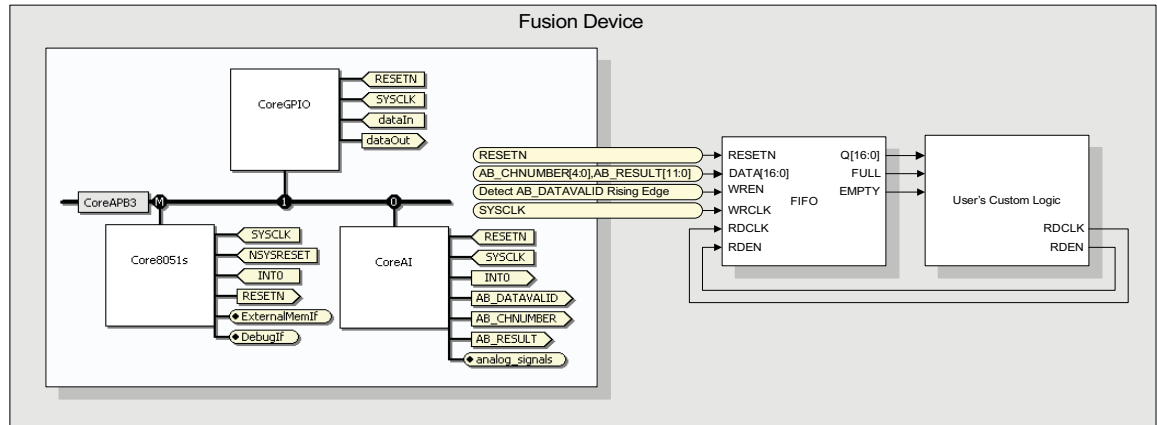 Fusion Device
CoreGPIO
RESETN
SYSCLK
dataIn
dataOut
CoreAPB3
M
1
0
Core8051s
SYSCLK
NSYSRESET
INT0
RESETN
ExternalMemIf
DebugIf
CoreAI
RESETN
SYSCLK
INT0
AB_DATAVALID
AB_CHNUMBER
AB_RESULT
analog_signals
RESETN
AB_CHNUMBER[4:0],AB_RESULT[11:0]
Detect AB_DATAVALID Rising Edge
SYSCLK
RESETN
DATA[16:0]
WREN
WRCLK
RDCLK
RDEN
FIFO
Q[16:0]
FULL
EMPTY
User's Custom Logic
RDCLK
RDEN